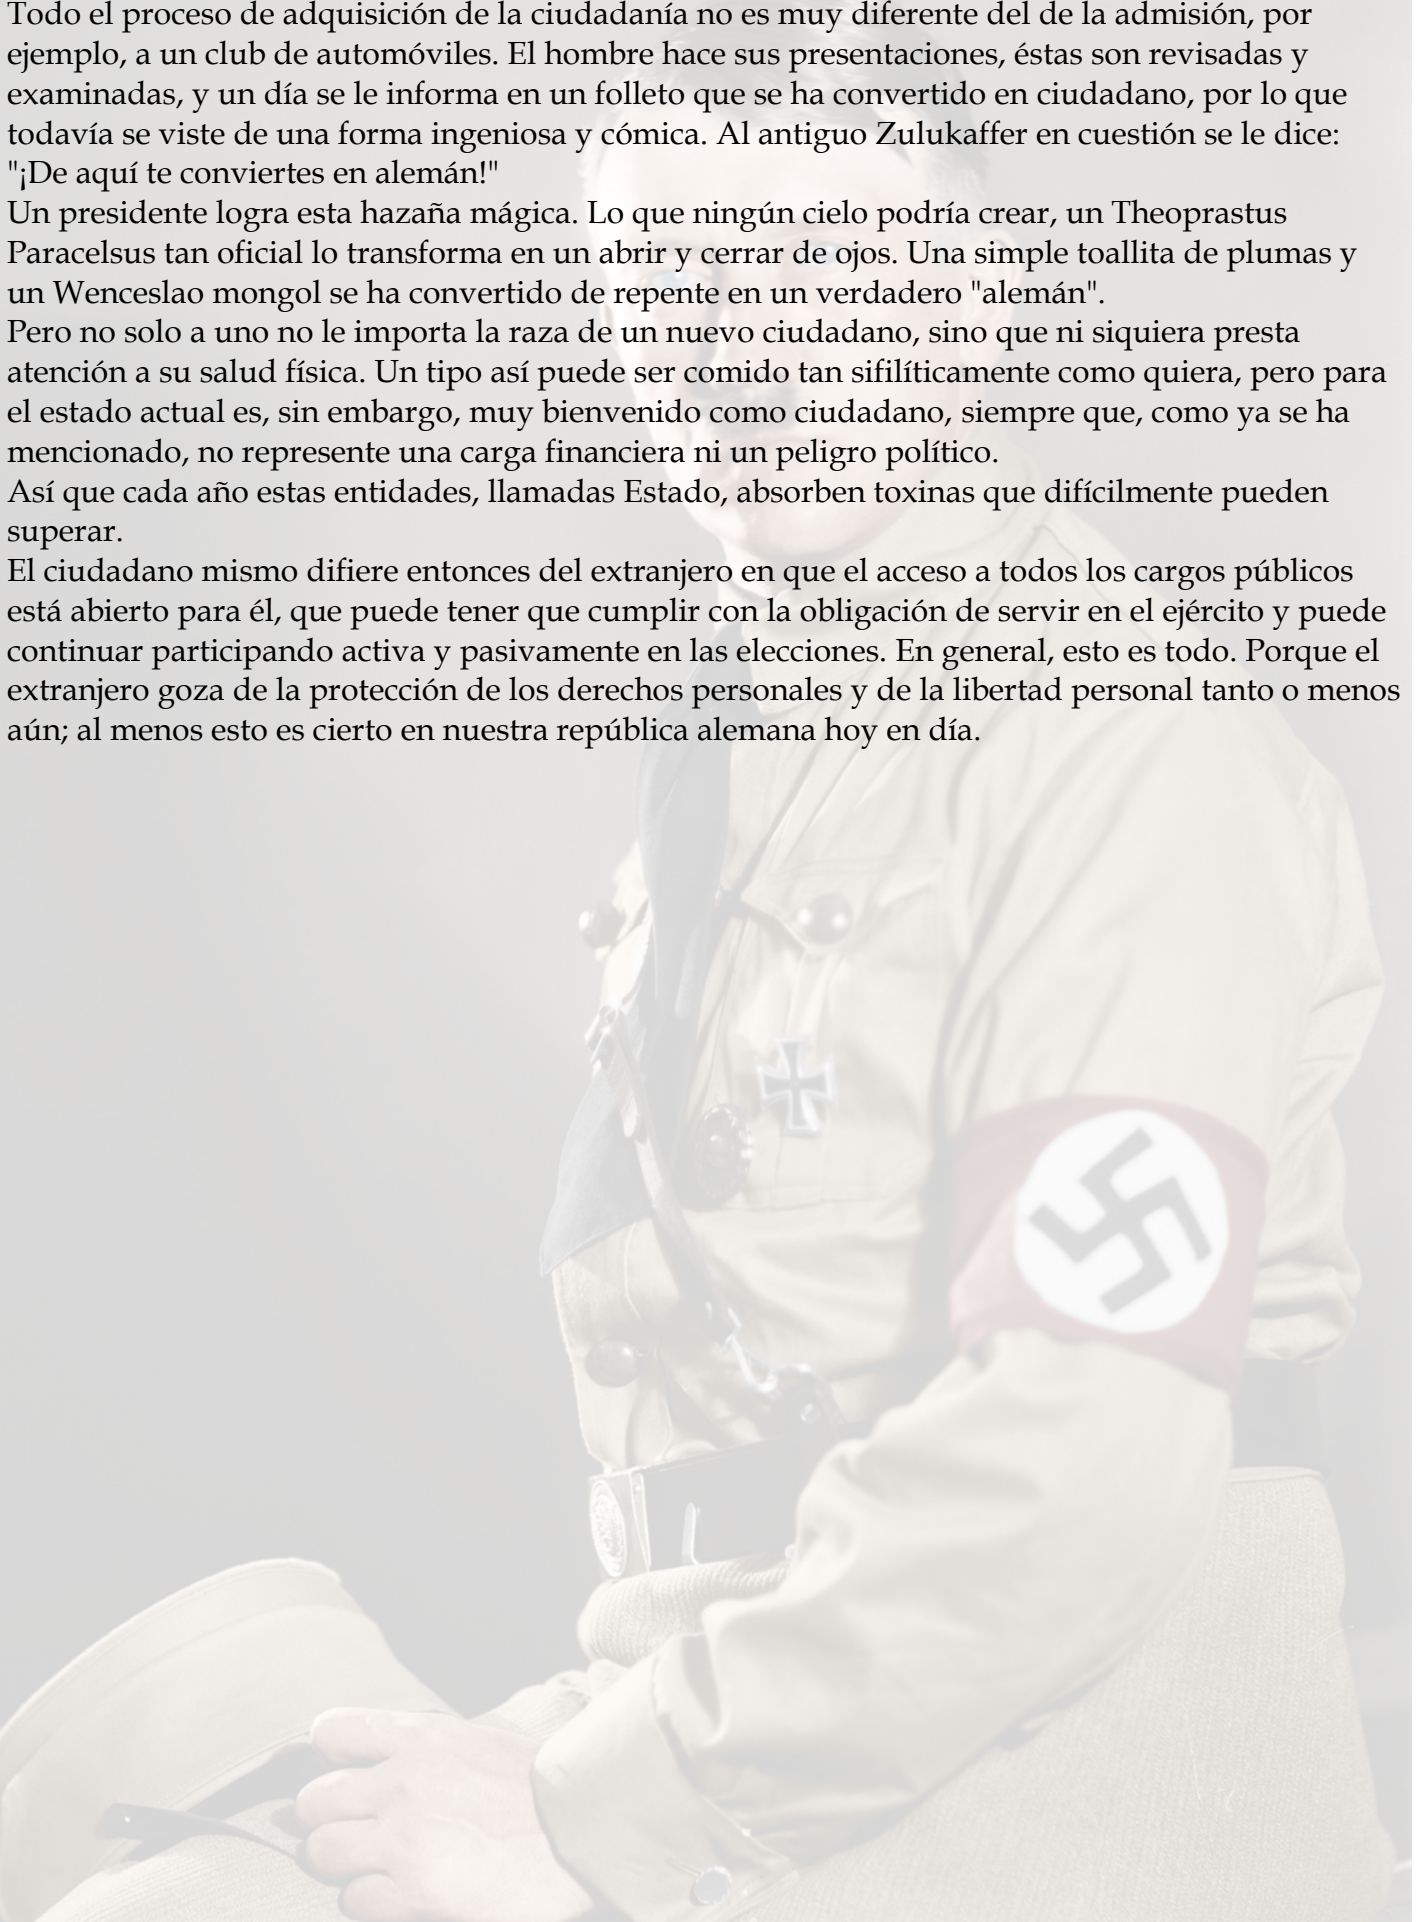 Todo el proceso de adquisición de la ciudadanía no es muy diferente del de la admisión, por
ejemplo, a un club de automóviles. El hombre hace sus presentaciones, éstas son revisadas y
examinadas, y un día se le informa en un folleto que se ha convertido en ciudadano, por lo que
todavía se viste de una forma ingeniosa y cómica. Al antiguo Zulukaffer en cuestión se le dice:
"¡De aquí te conviertes en alemán!"
Un presidente logra esta hazaña mágica. Lo que ningún cielo podría crear, un Theoprastus
Paracelsus tan oficial lo transforma en un abrir y cerrar de ojos. Una simple toallita de plumas y
un Wenceslao mongol se ha convertido de repente en un verdadero "alemán".
Pero no solo a uno no le importa la raza de un nuevo ciudadano, sino que ni siquiera presta
atención a su salud física. Un tipo así puede ser comido tan sifilíticamente como quiera, pero para
el estado actual es, sin embargo, muy bienvenido como ciudadano, siempre que, como ya se ha
mencionado, no represente una carga financiera ni un peligro político.
Así que cada año estas entidades, llamadas Estado, absorben toxinas que difícilmente pueden
superar.
El ciudadano mismo difiere entonces del extranjero en que el acceso a todos los cargos públicos
está abierto para él, que puede tener que cumplir con la obligación de servir en el ejército y puede
continuar participando activa y pasivamente en las elecciones. En general, esto es todo. Porque el
extranjero goza de la protección de los derechos personales y de la libertad personal tanto o menos
aún; al menos esto es cierto en nuestra república alemana hoy en día.